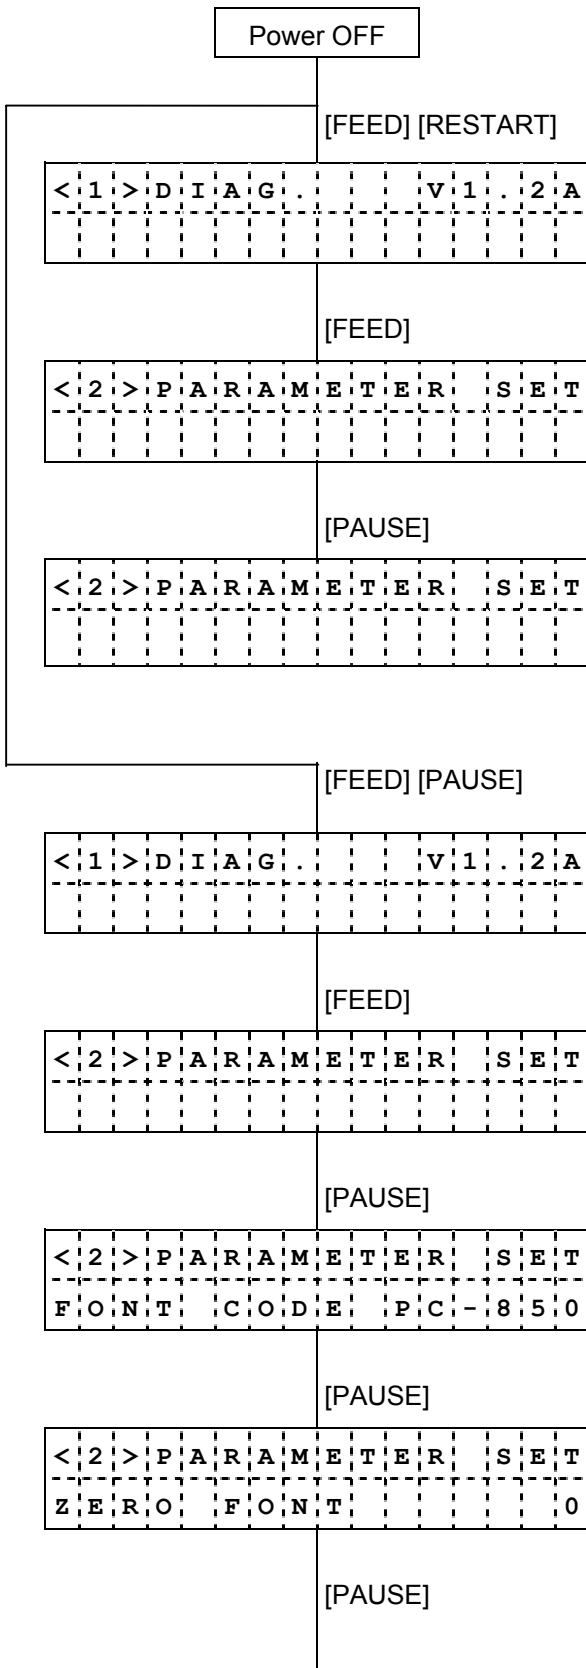 Power OFF
[FEED] [RESTART]
<1>DIAG.    V1.2A
[FEED]
<2>PARAMETER SET
[PAUSE]
<2>PARAMETER SET
[FEED] [PAUSE]
<1>DIAG.    V1.2A
[FEED]
<2>PARAMETER SET
[PAUSE]
<2>PARAMETER SET
FONT CODE PC-850
[PAUSE]
<2>PARAMETER SET
ZERO FONT      0
[PAUSE]